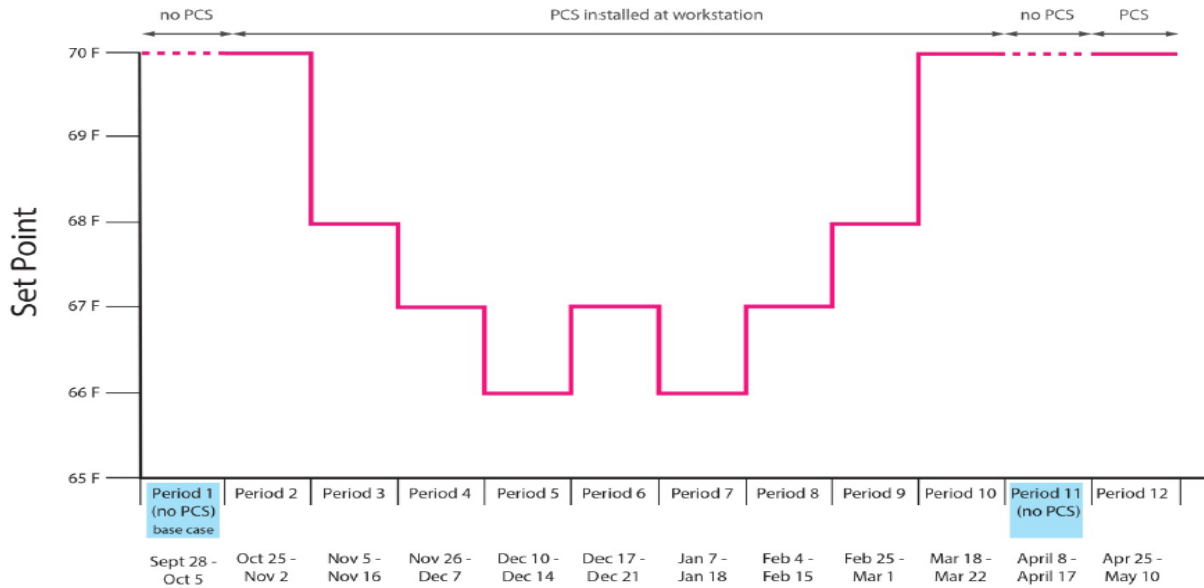 no PCS
PCS installed at workstation
no PCS
PCS
70 F
69 F
68 F
67 F
66 F
65 F
Set Point
Period 1
(no PCS)
base case
Period 2
Period 3
Period 4
Period 5
Period 6
Period 7
Period 8
Period 9
Period 10
Period 11
(no PCS)
Period 12
Sept 28 -
Oct 5
Oct 25 -
Nov 2
Nov 5 -
Nov 16
Nov 26 -
Dec 7
Dec 10 -
Dec 14
Dec 17 -
Dec 21
Jan 7 -
Jan 18
Feb 4 -
Feb 15
Feb 25 -
Mar 1
Mar 18 -
Mar 22
April 8 -
April 17
Apr 25 -
May 10